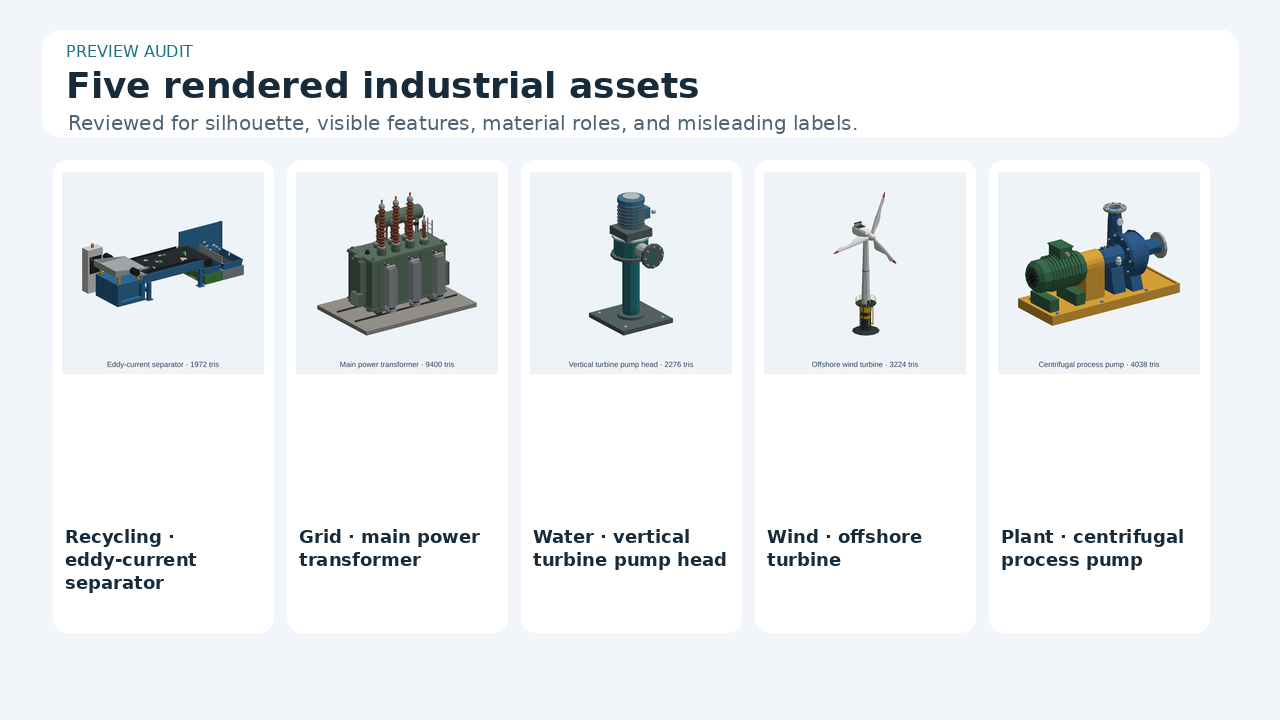 PREVIEW AUDIT
Five rendered industrial assets
Reviewed for silhouette, visible features, material roles, and misleading labels.
Eddy-current separator · 1972 tris
Main power transformer · 9400 tris
Vertical turbine pump head · 2276 tris
Offshore wind turbine · 3224 tris
Centrifugal process pump · 4038 tris
Recycling ·
eddy-current
separator
Grid · main power
transformer
Water · vertical
turbine pump head
Wind · offshore
turbine
Plant · centrifugal
process pump